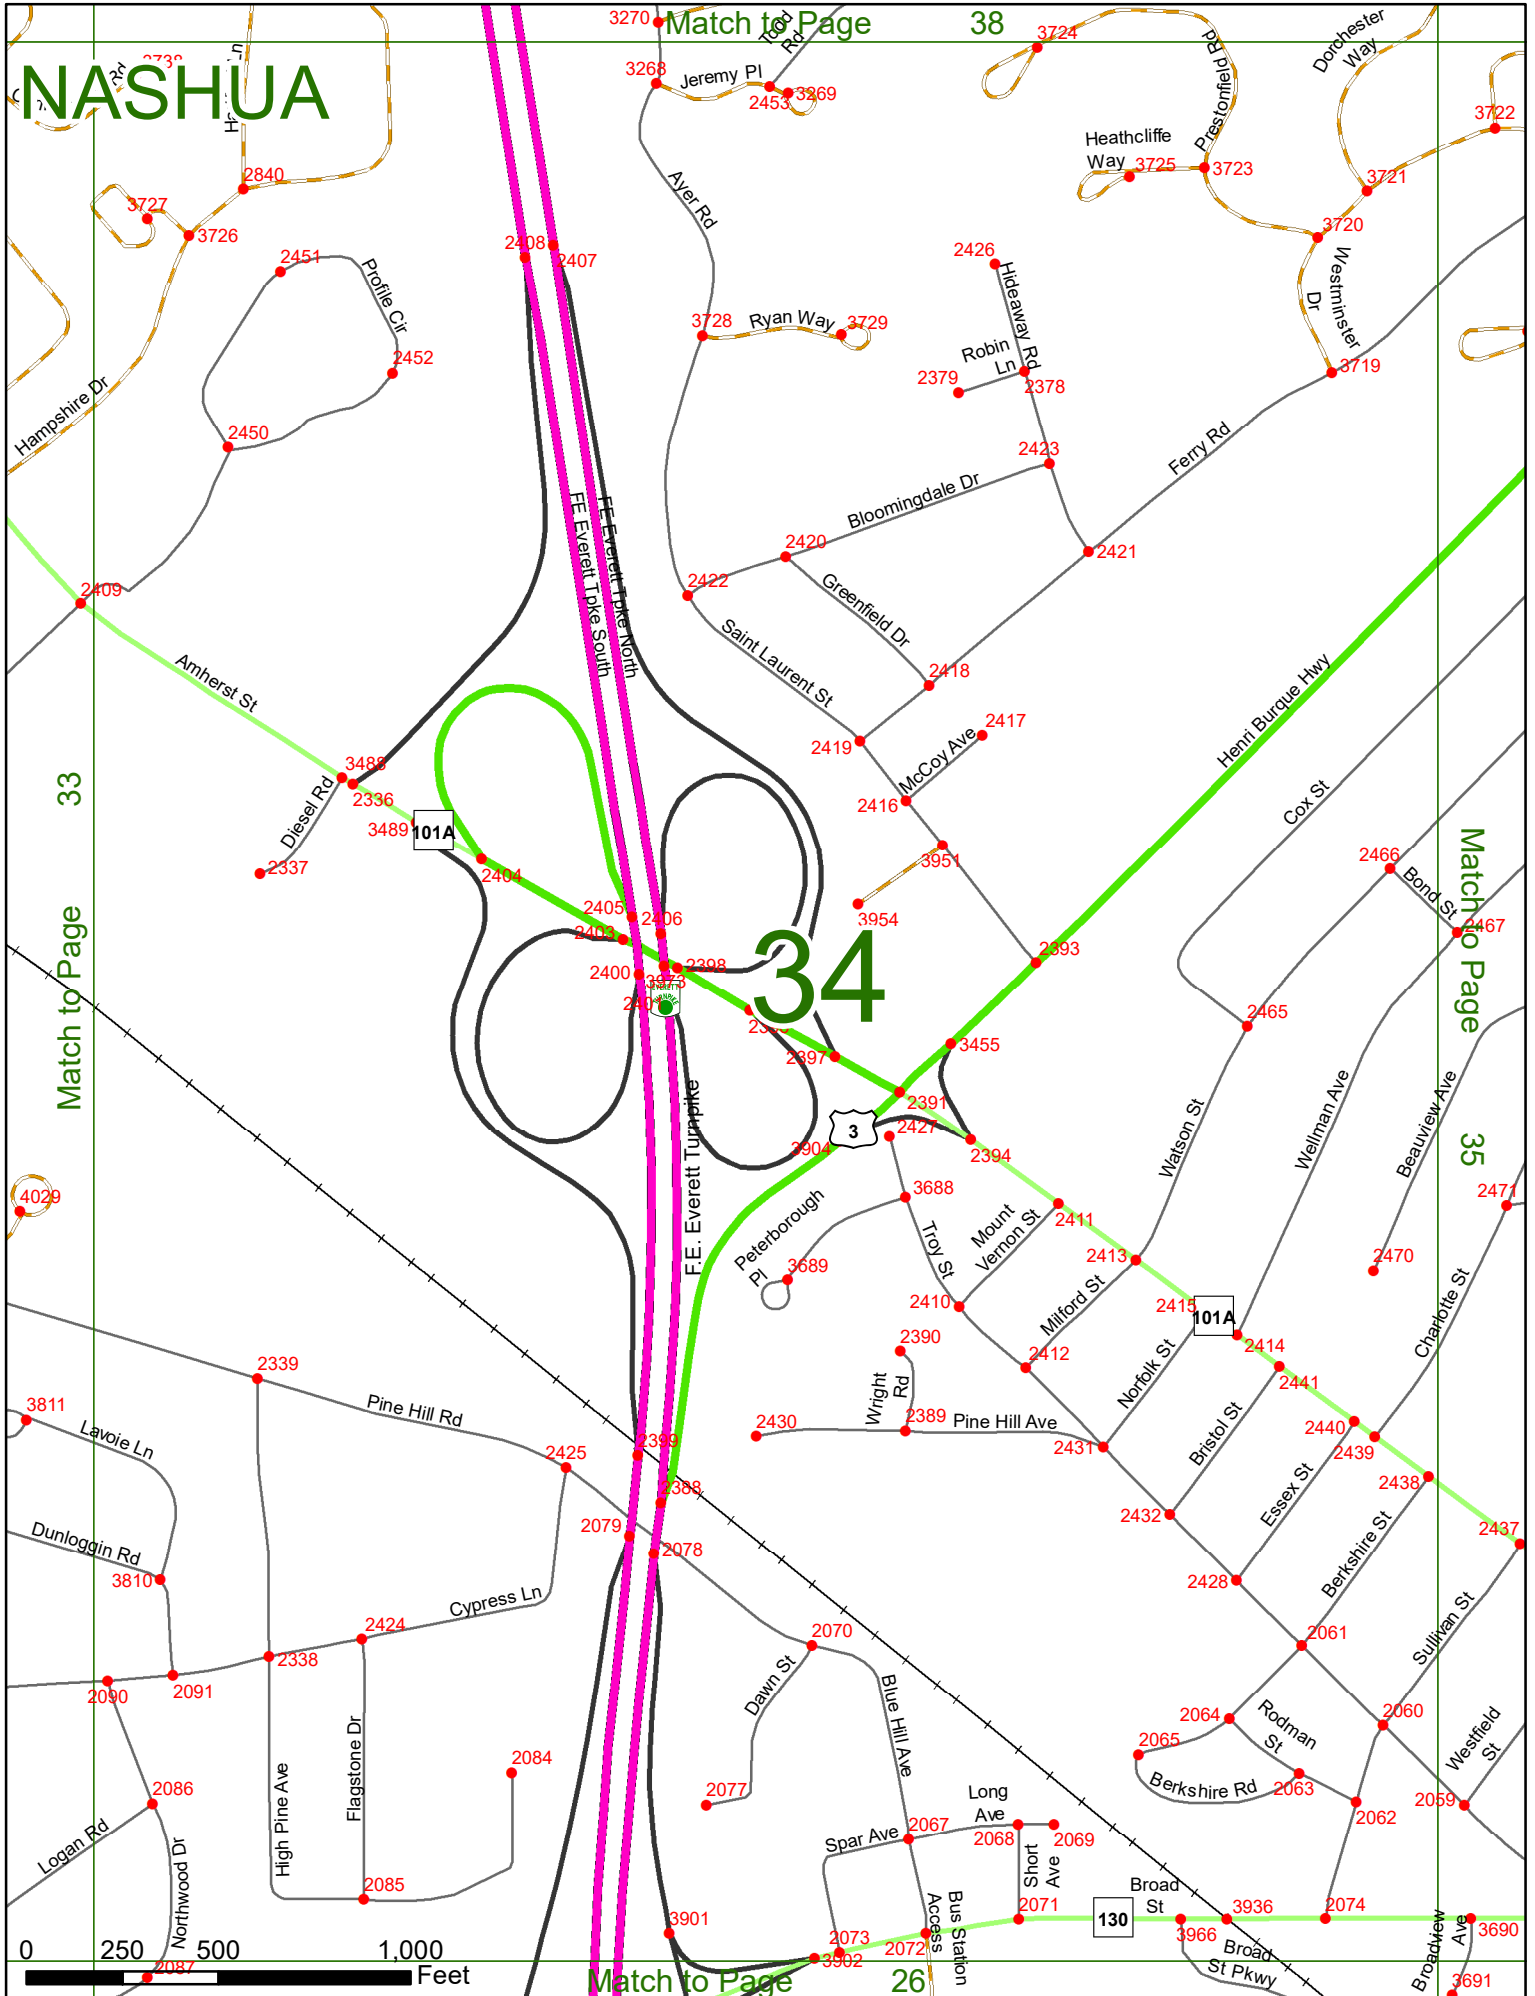 3270
Match to Page
38
Todd
Rd
3724
Prestonfield Rd
Dorchester
Way
3268
Jeremy Pl
2453
3269
3722
NASHUA
Heathcliffe
Way
3725
3723
3721
2840
3727
3726
Ayer Rd
3720
2408
2407
2426
2451
Profile Cir
Hideaway Rd
Westminster
Dr
3728
Ryan Way
3729
Robin
Ln
2379
2378
3719
2452
Hampshire Dr
2450
2423
Ferry Rd
Bloomingdale Dr
FE Everett Tpke South
FE Everett Tpke North
2420
2421
2422
2409
Greenfield Dr
Saint Laurent St
Amherst St
2418
Henri Burque Hwy
2417
2419
McCoy Ave
3488
2336
33
Diesel Rd
2416
Cox St
3489
101A
2337
2404
3951
2466
Bond St
Match to Page
3954
2405
2406
2403
2467
34
2393
2400
2398
3973
EVERETT
TURNPIKE
2465
2397
3455
Match to Page
2391
Wellman Ave
Beauview Ave
2427
3
3904
2394
Watson St
35
F.E. Everett Turnpike
4029
3688
2471
Peterborough
Pl
Troy St
Mount
Vernon St
2411
2413
3689
2470
2410
Milford St
2415
101A
2414
Charlotte St
2390
2412
Norfolk St
2441
2339
Wright
Rd
3811
Pine Hill Rd
Lavoie Ln
2430
2389
Pine Hill Ave
2431
Bristol St
2440
2439
2399
2425
2438
Essex St
2388
2432
2079
2078
2437
Dunloggin Rd
3810
2428
Berkshire St
Cypress Ln
2424
2070
2061
Sullivan St
2338
2091
2090
Dawn St
Blue Hill Ave
2064
Rodman
St
2060
Westfield
St
2065
Flagstone Dr
2084
2077
Berkshire Rd
2063
2086
High Pine Ave
Long
Ave
2062
2059
Logan Rd
Northwood Dr
Spar Ave
2067
2068
2069
Short
Ave
2085
Broad
St
2071
130
3936
2074
3901
Bus Station
Access
3966
3690
Broadview
Ave
2073
2072
3902
Broad
St Pkwy
0
250
500
1,000
Feet
2087
Match to Page
26
3691